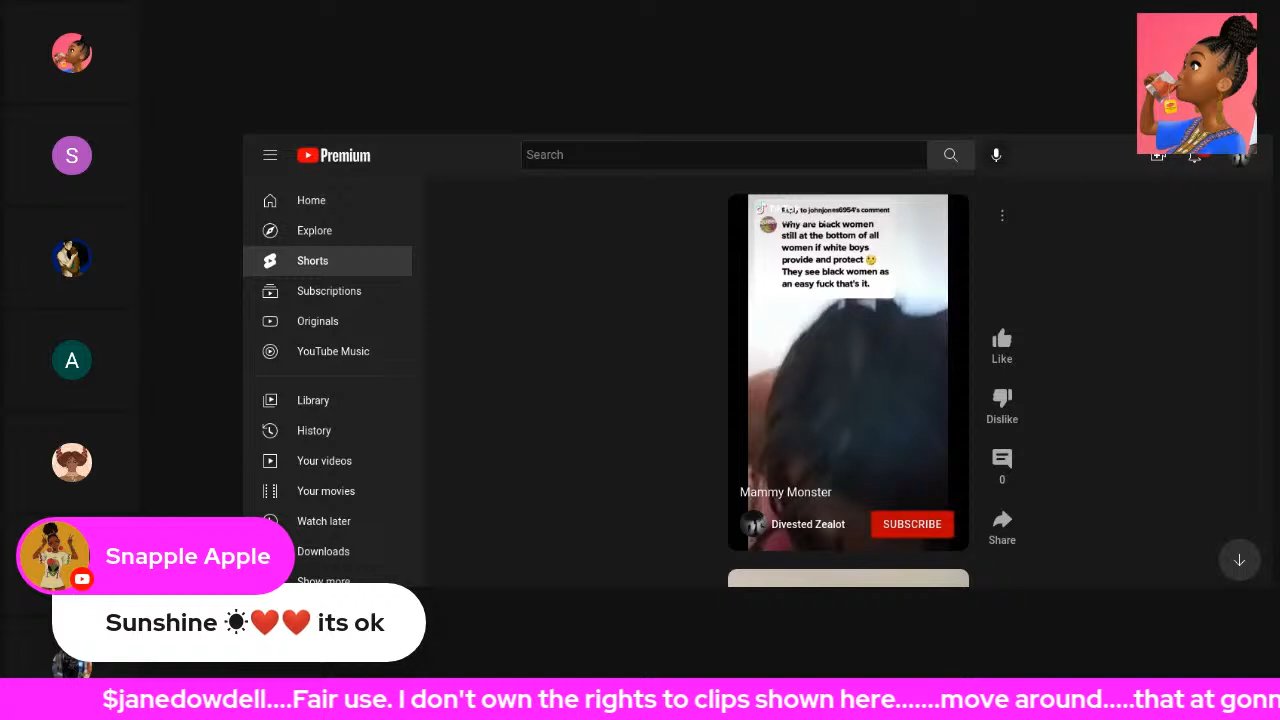 Premium
Search
S
A
Home
Explore
Shorts
Subscriptions
Originals
YouTube Music
Library
History
Your videos
Your movies
Watch later
Downloads
Show more
to johnjones6954's comment
Why are black women
still at the bottom of all
women if white boys
provide and protect 🤔
They see black women as
an easy fuck that's it.
Mammy Monster
Divested Zealot
SUBSCRIBE
Like
Dislike
0
Share
Snapple Apple
Sunshine ☀❤️❤️ its ok
$janedowdell....Fair use. I don't own the rights to clips shown here.......move around.....that at gonn